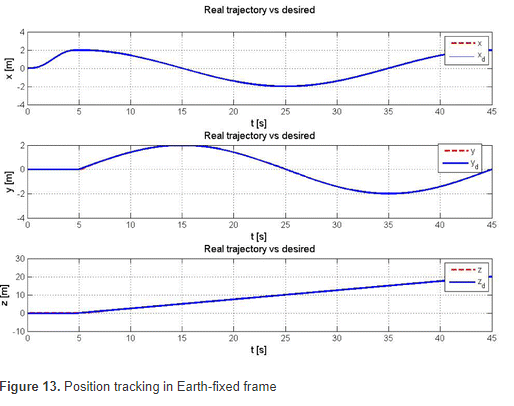 Real trajectory vs desired
4
2
0
-2
-4
x [m]
0 5 10 15 20 25 30 35 40 45
t [s]
x
x_d
Real trajectory vs desired
2
0
-2
-4
y [m]
0 5 10 15 20 25 30 35 40 45
t [s]
y
y_d
Real trajectory vs desired
30
20
10
0
-10
z [m]
0 5 10 15 20 25 30 35 40 45
t [s]
z
z_d
Figure 13. Position tracking in Earth-fixed frame